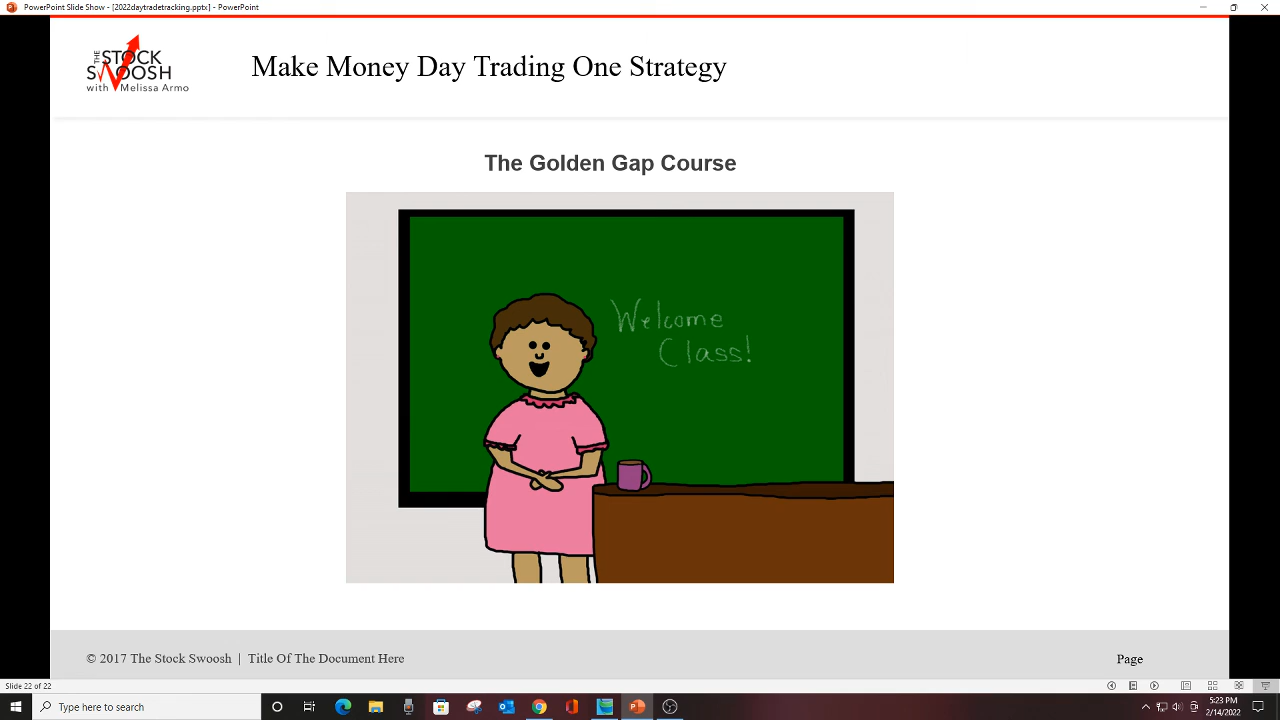 PowerPoint Slide Show - [2022daytradetracking.pptx] - PowerPoint
THE STOCK
SWOOSH
with Melissa Armo
Make Money Day Trading One Strategy
The Golden Gap Course
Welcome
Class!
© 2017 The Stock Swoosh | Title Of The Document Here
Page
Slide 22 of 22
Type here to search
5:23 PM
2/14/2022